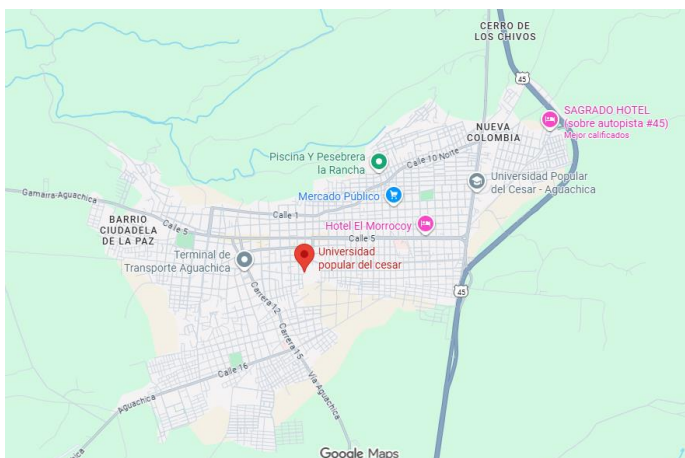 CERRO DE
LOS CHIVOS
45
SAGRADO HOTEL
(sobre autopista #45)
Mejor calificados
NUEVA
COLOMBIA
Piscina Y Pesebrera
la Rancha
Calle 10 Norte
Universidad Popular
del Cesar - Aguachica
Mercado Público
Gamarra-Aguachica
Calle 5
Calle 1
BARRIO
CIUDADELA
DE LA PAZ
Hotel El Morrocoy
Calle 5
Terminal de
Transporte Aguachica
Universidad
popular del cesar
45
Carrera 12
Carrera 15
Calle 16
Vía Aguachica
Aguachica
Google Maps